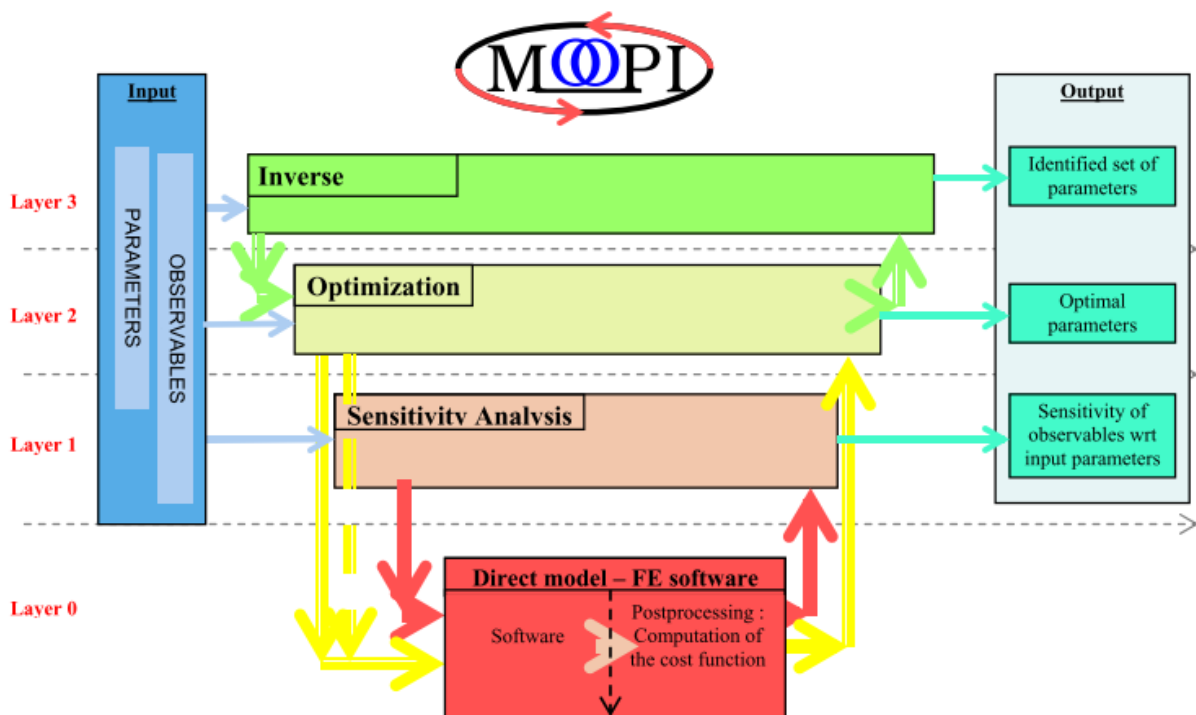 MOOPI
Input
Output
PARAMETERS
OBSERVABLES
Layer 3
Inverse
Identified set of
parameters
Layer 2
Optimization
Optimal
parameters
Layer 1
Sensitivity Analysis
Sensitivity of
observables wrt
input parameters
Layer 0
Direct model – FE software
Software
Postprocessing :
Computation of
the cost function